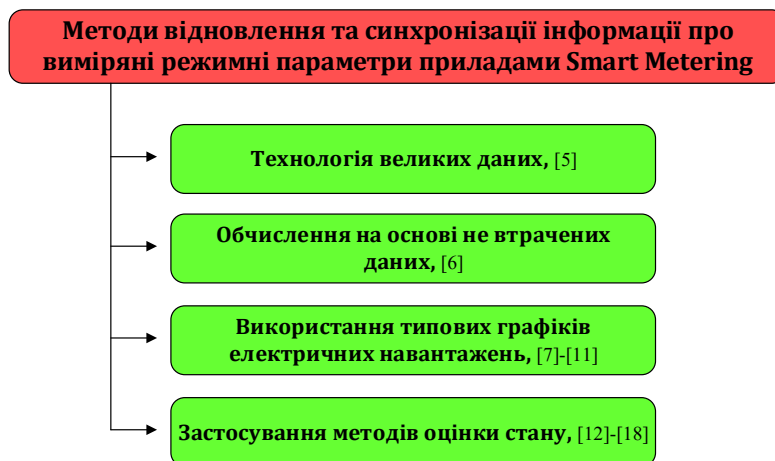 Методи відновлення та синхронізації інформації про
виміряні режимні параметри приладами Smart Metering
Технологія великих даних, [5]
Обчислення на основі не втрачених
даних, [6]
Використання типових графіків
електричних навантажень, [7]-[11]
Застосування методів оцінки стану, [12]-[18]